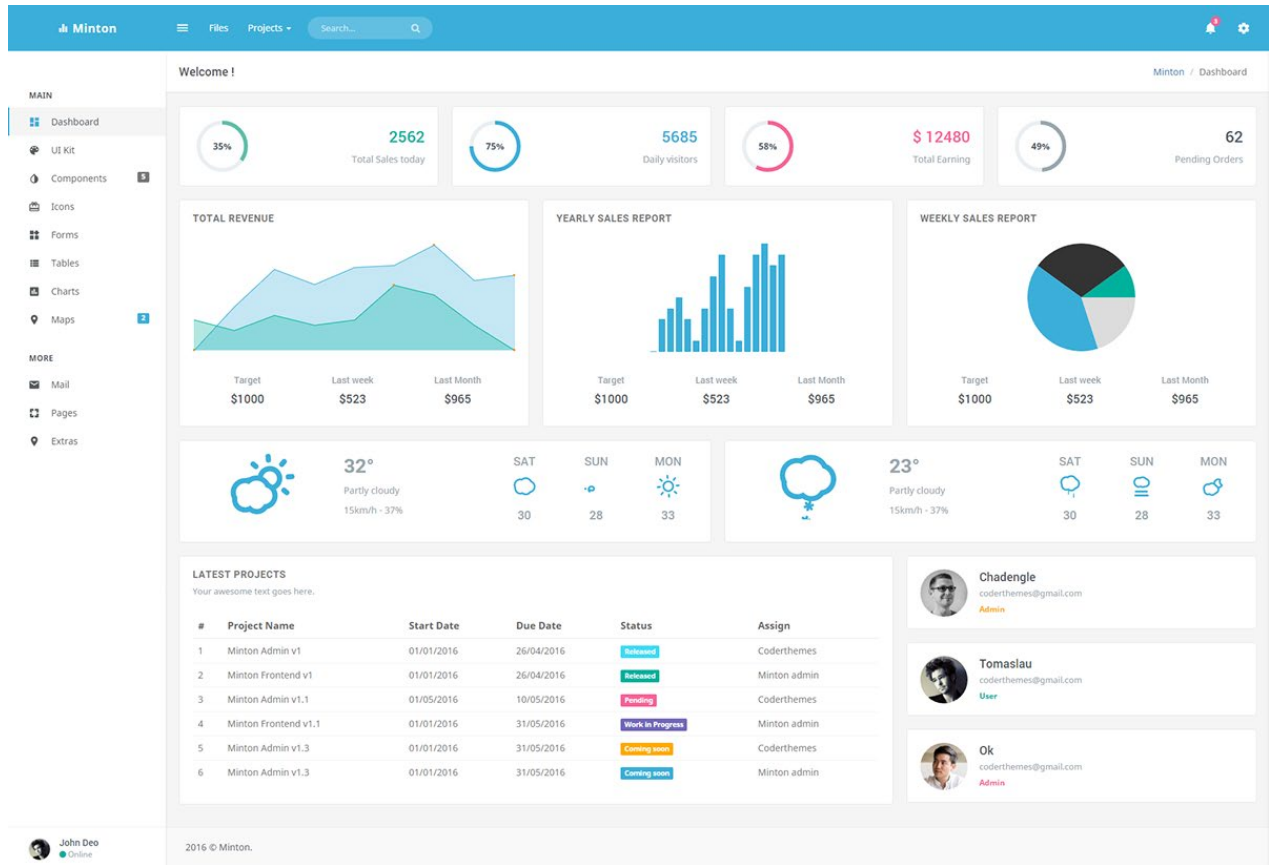 Minton
Files Projects Search...
3
Welcome !
Minton / Dashboard
MAIN
Dashboard
UI Kit
Components 5
Icons
Forms
Tables
Charts
Maps 2
MORE
Mail
Pages
Extras
John Deo
Online
35%
2562
Total Sales today
75%
5685
Daily visitors
58%
$ 12480
Total Earning
49%
62
Pending Orders
TOTAL REVENUE
Target Last week Last Month
$1000 $523 $965
YEARLY SALES REPORT
Target Last week Last Month
$1000 $523 $965
WEEKLY SALES REPORT
Target Last week Last Month
$1000 $523 $965
32°
Partly cloudy
15km/h - 37%
SAT SUN MON
30 28 33
23°
Partly cloudy
15km/h - 37%
SAT SUN MON
30 28 33
LATEST PROJECTS
Your awesome text goes here.
# Project Name Start Date Due Date Status Assign
1 Minton Admin v1 01/01/2016 26/04/2016 Released Coderthemes
2 Minton Frontend v1 01/01/2016 26/04/2016 Released Minton admin
3 Minton Admin v1.1 01/05/2016 10/05/2016 Pending Coderthemes
4 Minton Frontend v1.1 01/01/2016 31/05/2016 Work in Progress Minton admin
5 Minton Admin v1.3 01/01/2016 31/05/2016 Coming soon Coderthemes
6 Minton Admin v1.3 01/01/2016 31/05/2016 Coming soon Minton admin
Chadengle
coderthemes@gmail.com
Admin
Tomaslau
coderthemes@gmail.com
User
Ok
coderthemes@gmail.com
Admin
2016 © Minton.